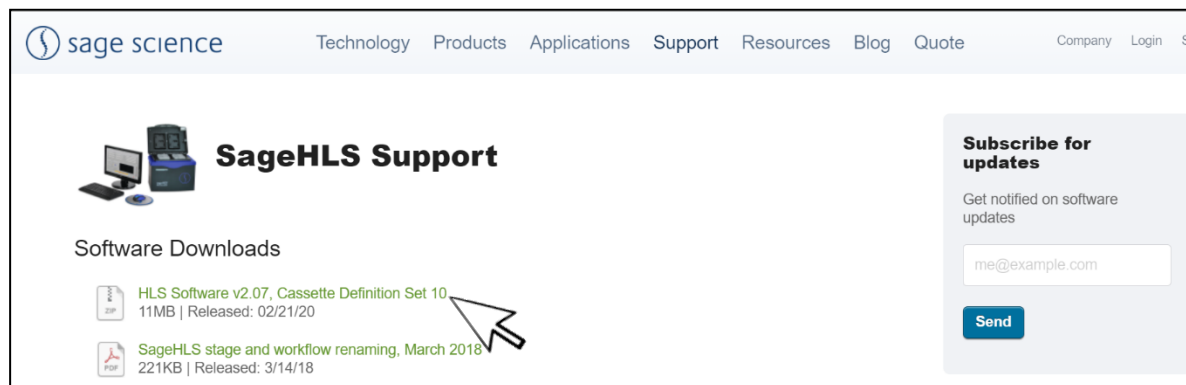 sage science
Technology Products Applications Support Resources Blog Quote Company Login S
SageHLS Support
Software Downloads
ZIP
HLS Software v2.07, Cassette Definition Set 10
11MB | Released: 02/21/20
PDF
SageHLS stage and workflow renaming, March 2018
221KB | Released: 3/14/18
Subscribe for
updates
Get notified on software
updates
me@example.com
Send